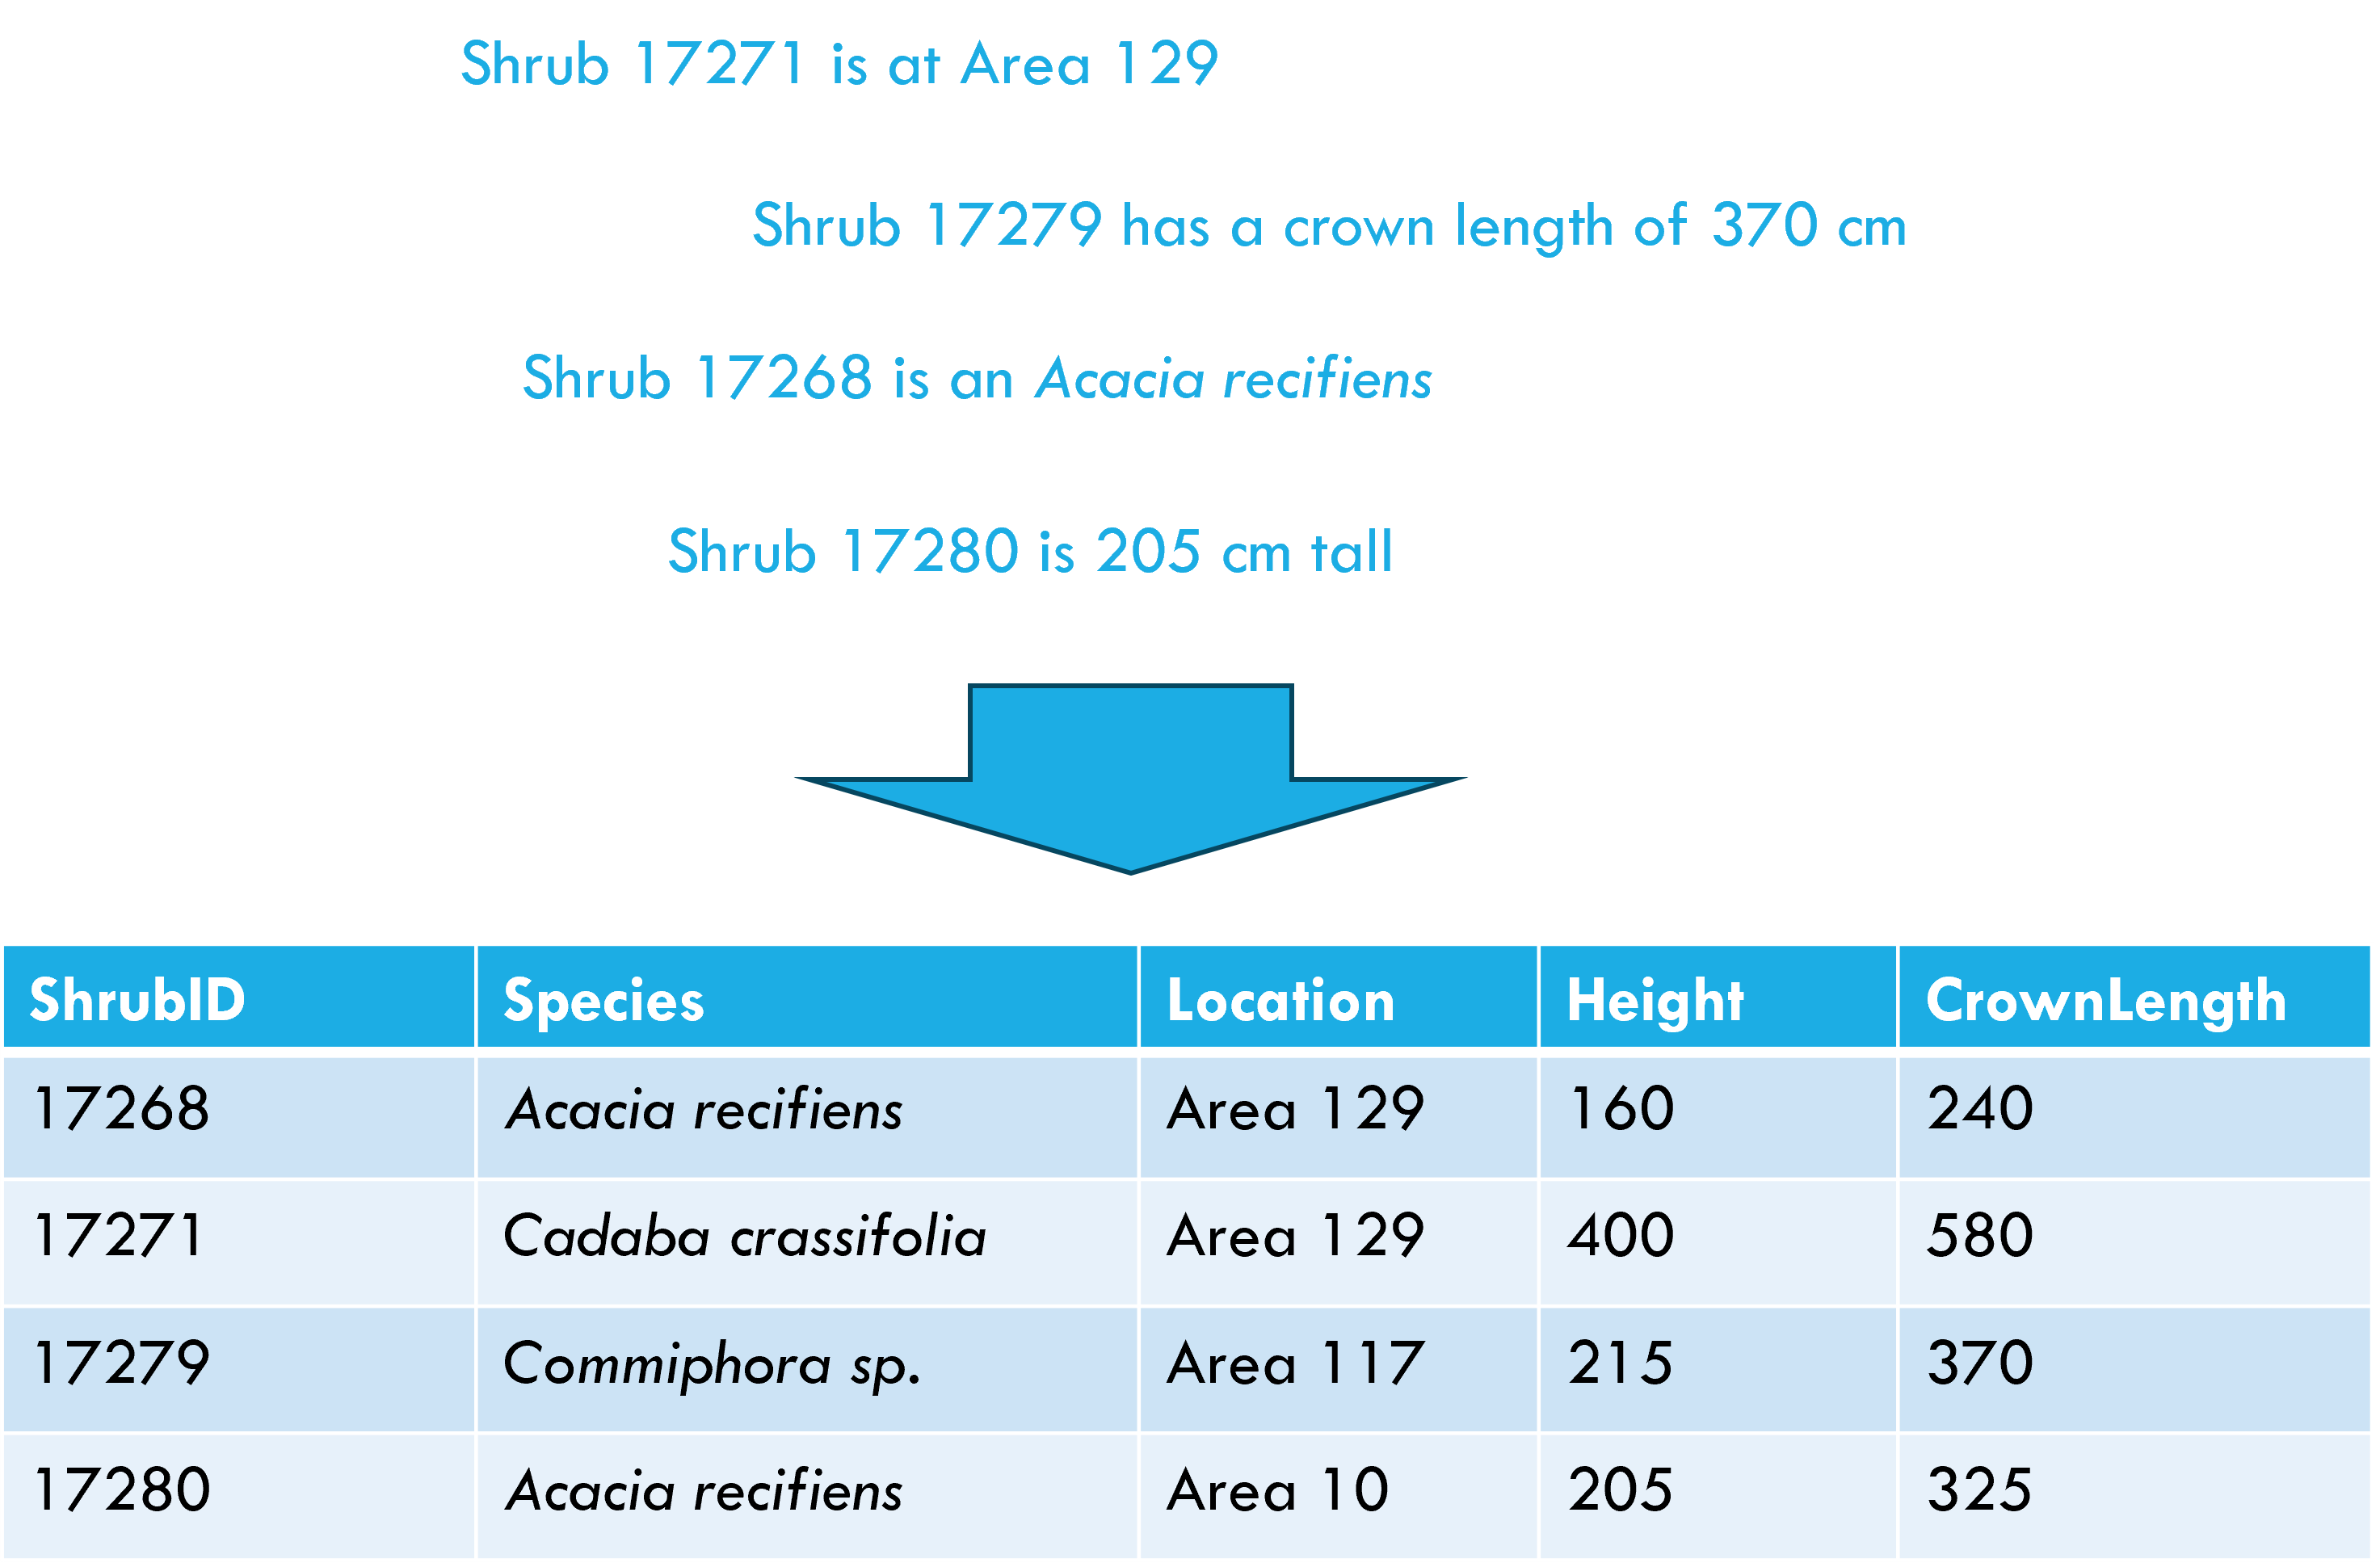 Shrub 17271 is at Area 129
Shrub 17279 has a crown length of 370 cm
Shrub 17268 is an Acacia recifiens
Shrub 17280 is 205 cm tall
ShrubID Species Location Height CrownLength
17268 Acacia recifiens Area 129 160 240
17271 Cadaba crassifolia Area 129 400 580
17279 Commiphora sp. Area 117 215 370
17280 Acacia recifiens Area 10 205 325